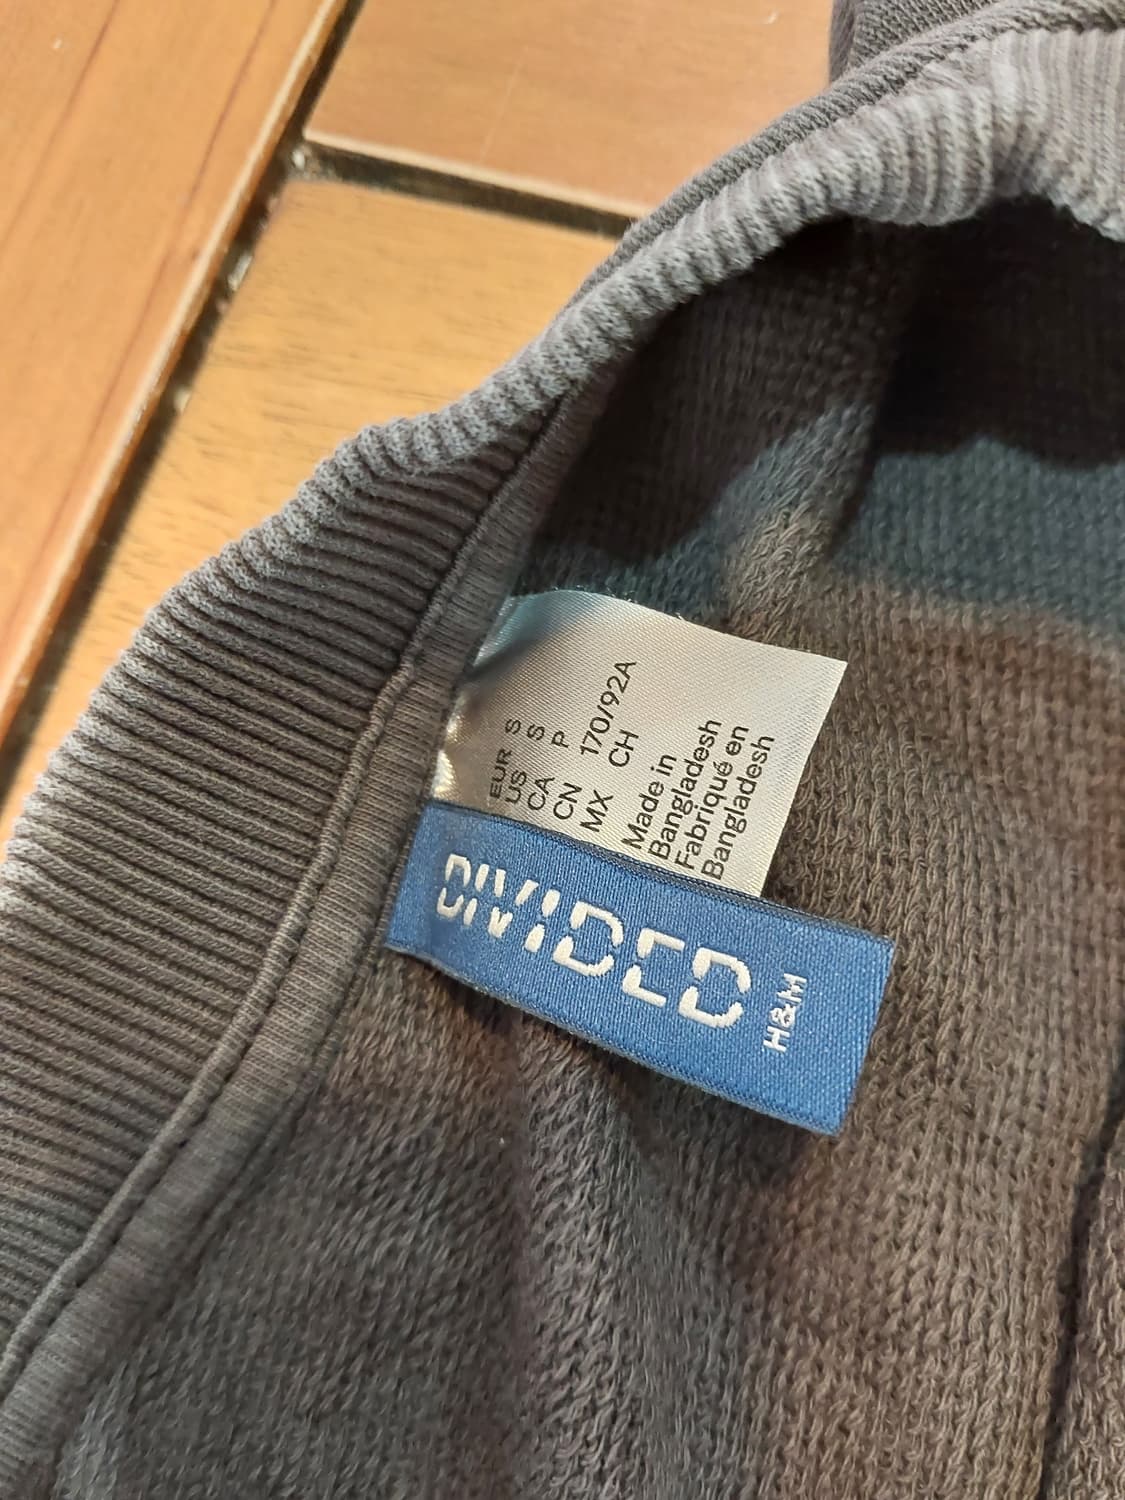 EUR S
US S
CA P
CN 170/92A
MX CH
Made in
Bangladesh
Fabriqué en
Bangladesh
DIVIDED
H&M